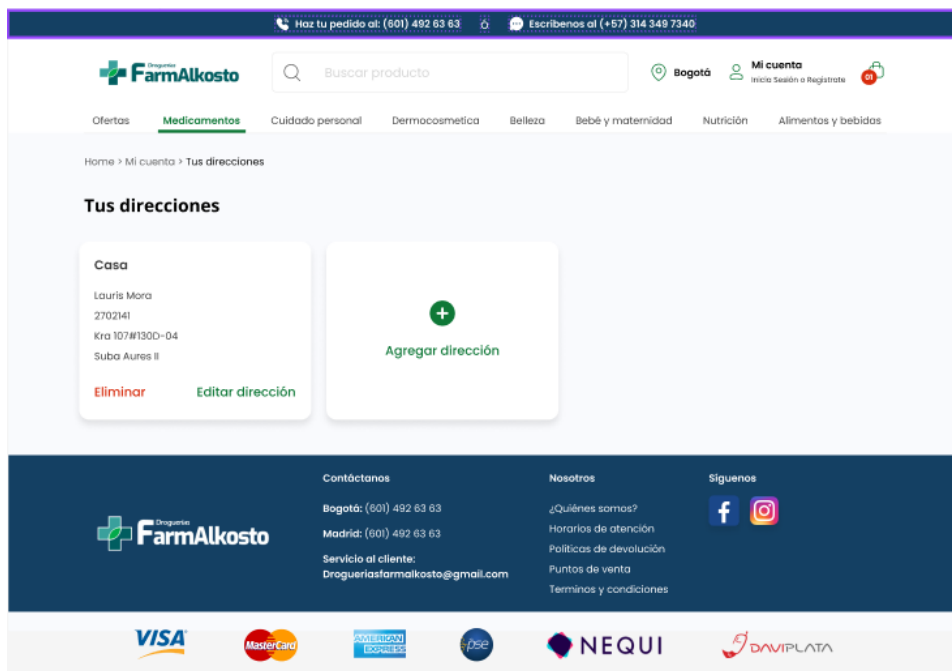 Haz tu pedido al: (601) 492 63 63 ó Escribenos al (+57) 314 349 7340
Droguerías
FarmAlkosto
Buscar producto
Bogotá
Mi cuenta
Inicia Sesión o Registrate
01
Ofertas Medicamentos Cuidado personal Dermocosmetica Belleza Bebé y maternidad Nutrición Alimentos y bebidas
Home > Mi cuenta > Tus direcciones
Tus direcciones
Casa
Lauris Mora
2702141
Kra 107#130D-04
Suba Aures II
Eliminar Editar dirección
Agregar dirección
Droguerías
FarmAlkosto
Contáctanos
Bogotá: (601) 492 63 63
Madrid: (601) 492 63 63
Servicio al cliente:
Drogueriasfarmalkosto@gmail.com
Nosotros
¿Quiénes somos?
Horarios de atención
Políticas de devolución
Puntos de venta
Terminos y condiciones
Síguenos
f
VISA MasterCard AMERICAN EXPRESS pse NEQUI DAVIPLATA